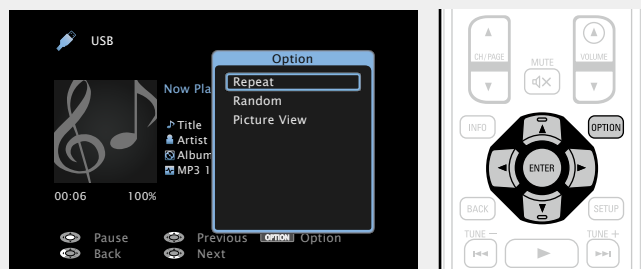 USB
Option
Now Pla
Repeat
Random
Picture View
Title
Artist
Album
MP3 1
00:06 100%
Pause Previous OPTION Option
Back Next
CH/PAGE MUTE VOLUME
INFO OPTION
ENTER
BACK SETUP
TUNE − TUNE +